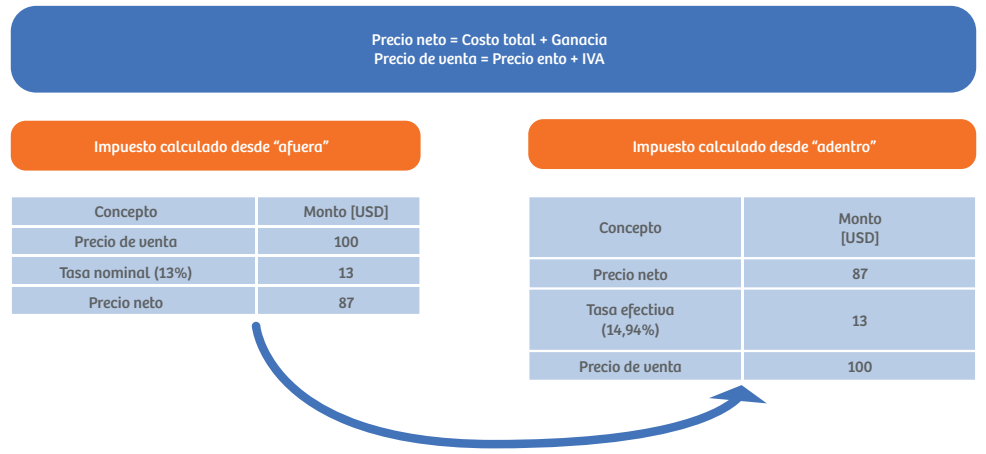 Precio neto = Costo total + Ganacia
Precio de venta = Precio ento + IVA
Impuesto calculado desde “afuera”
Concepto Monto [USD]
Precio de venta 100
Tasa nominal (13%) 13
Precio neto 87
Impuesto calculado desde “adentro”
Concepto
Monto
[USD]
Precio neto 87
Tasa efectiva
(14,94%)
13
Precio de venta 100